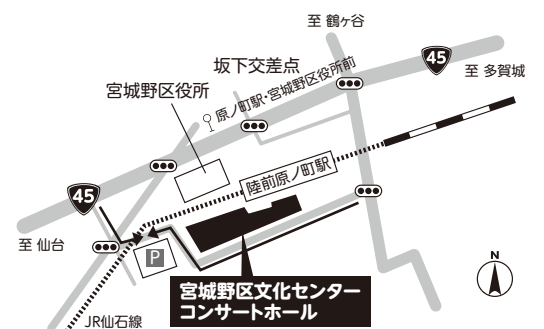 至 鶴ヶ谷
45
坂下交差点
至 多賀城
宮城野区役所
原ノ町駅・宮城野区役所前
陸前原ノ町駅
45
至 仙台
P
N
宮城野区文化センター
コンサートホール
JR仙石線